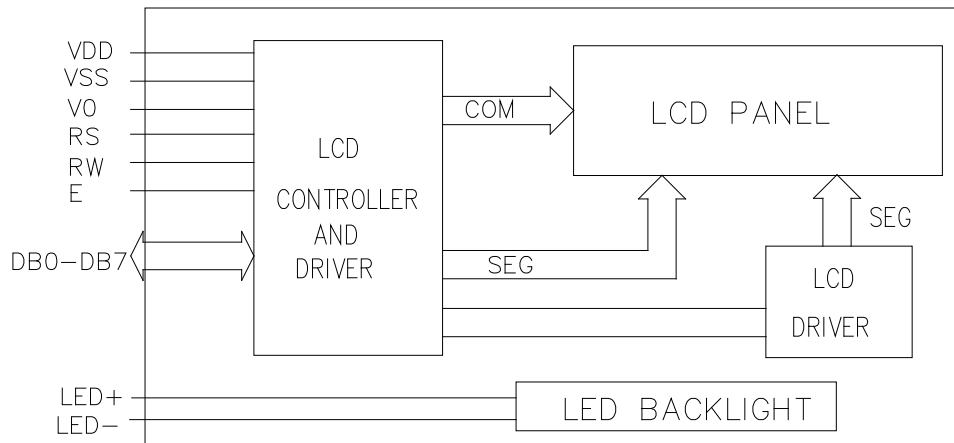 VDD
VSS
V0
RS
RW
E
DB0-DB7
LED+
LED-
LCD
CONTROLLER
AND
DRIVER
COM
SEG
LCD PANEL
SEG
LCD
DRIVER
LED BACKLIGHT